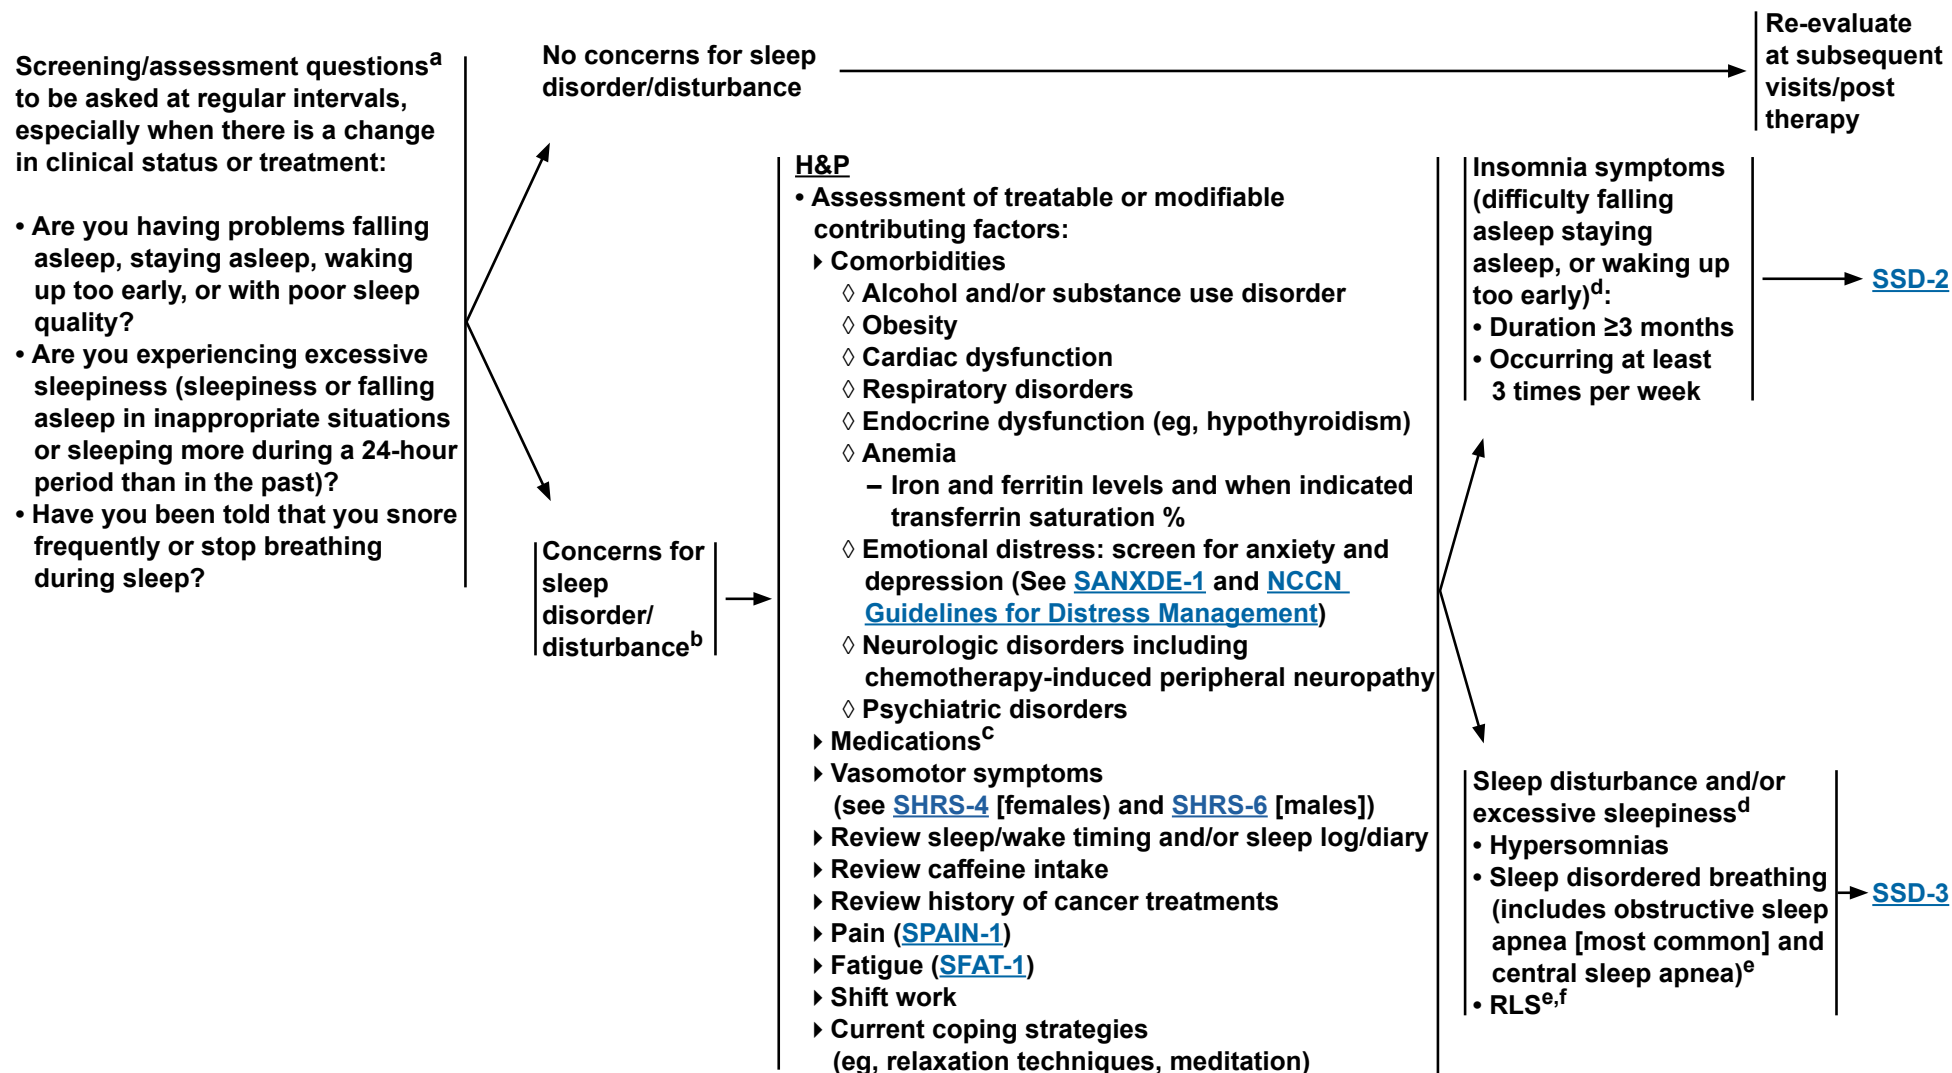 Screening/assessment questionsa
to be asked at regular intervals,
especially when there is a change
in clinical status or treatment:
• Are you having problems falling
asleep, staying asleep, waking
up too early, or with poor sleep
quality?
• Are you experiencing excessive
sleepiness (sleepiness or falling
asleep in inappropriate situations
or sleeping more during a 24-hour
period than in the past)?
• Have you been told that you snore
frequently or stop breathing
during sleep?
No concerns for sleep
disorder/disturbance
Re-evaluate
at subsequent
visits/post
therapy
Concerns for
sleep
disorder/
disturbanceb
H&P
• Assessment of treatable or modifiable
contributing factors:
▸ Comorbidities
◊ Alcohol and/or substance use disorder
◊ Obesity
◊ Cardiac dysfunction
◊ Respiratory disorders
◊ Endocrine dysfunction (eg, hypothyroidism)
◊ Anemia
– Iron and ferritin levels and when indicated
transferrin saturation %
◊ Emotional distress: screen for anxiety and
depression (See SANXDE-1 and NCCN
Guidelines for Distress Management)
◊ Neurologic disorders including
chemotherapy-induced peripheral neuropathy
◊ Psychiatric disorders
▸ Medicationsc
▸ Vasomotor symptoms
(see SHRS-4 [females) and SHRS-6 [males])
▸ Review sleep/wake timing and/or sleep log/diary
▸ Review caffeine intake
▸ Review history of cancer treatments
▸ Pain (SPAIN-1)
▸ Fatigue (SFAT-1)
▸ Shift work
▸ Current coping strategies
(eg, relaxation techniques, meditation)
Insomnia symptoms
(difficulty falling
asleep staying
asleep, or waking up
too early)d:
• Duration ≥3 months
• Occurring at least
3 times per week
SSD-2
Sleep disturbance and/or
excessive sleepinessd
• Hypersomnias
• Sleep disordered breathing
(includes obstructive sleep
apnea [most common] and
central sleep apnea)e
• RLSe,f
SSD-3